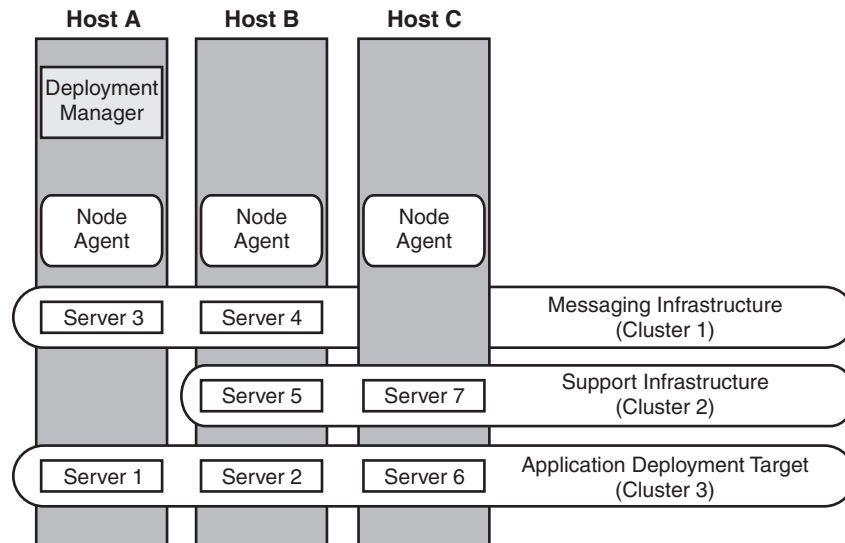 Host A
Host B
Host C
Deployment
Manager
Node
Agent
Node
Agent
Node
Agent
Server 3
Server 4
Messaging Infrastructure
(Cluster 1)
Server 5
Server 7
Support Infrastructure
(Cluster 2)
Server 1
Server 2
Server 6
Application Deployment Target
(Cluster 3)